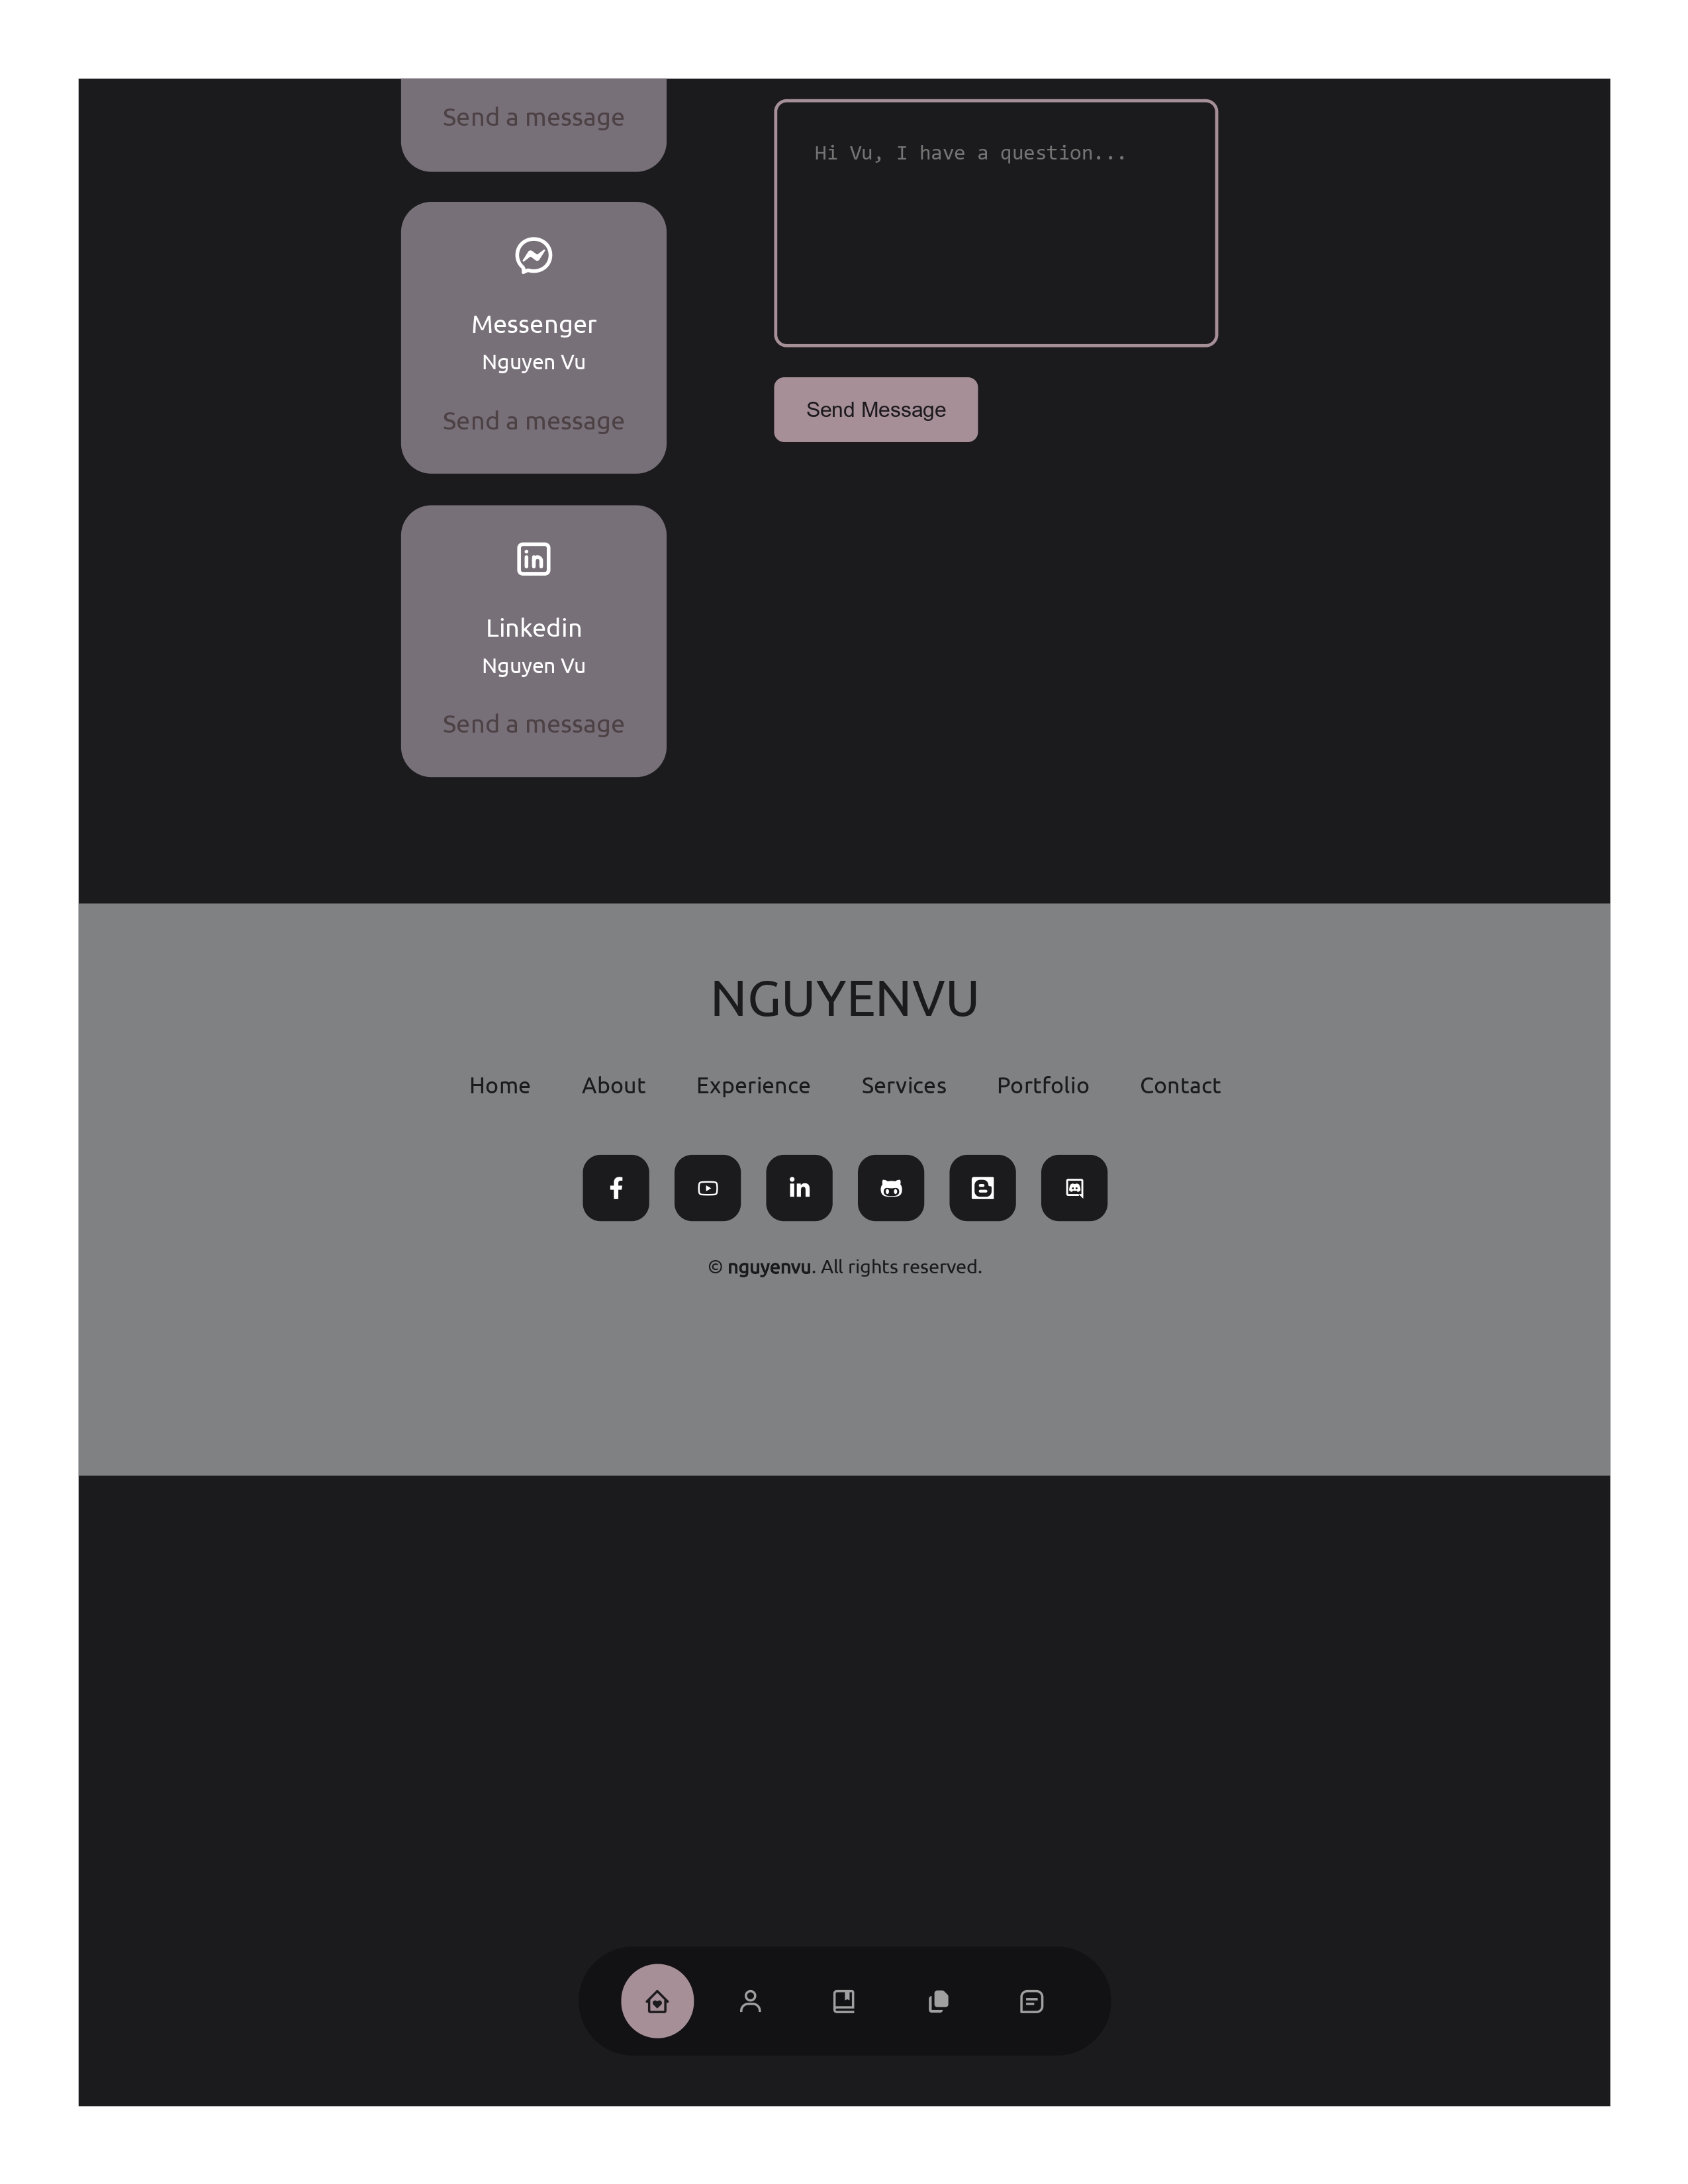 Send a message
Messenger
Nguyen Vu
Send a message
Linkedin
Nguyen Vu
Send a message
Hi Vu, I have a question...
Send Message
NGUYENVU
Home About Experience Services Portfolio Contact
© nguyenvu. All rights reserved.